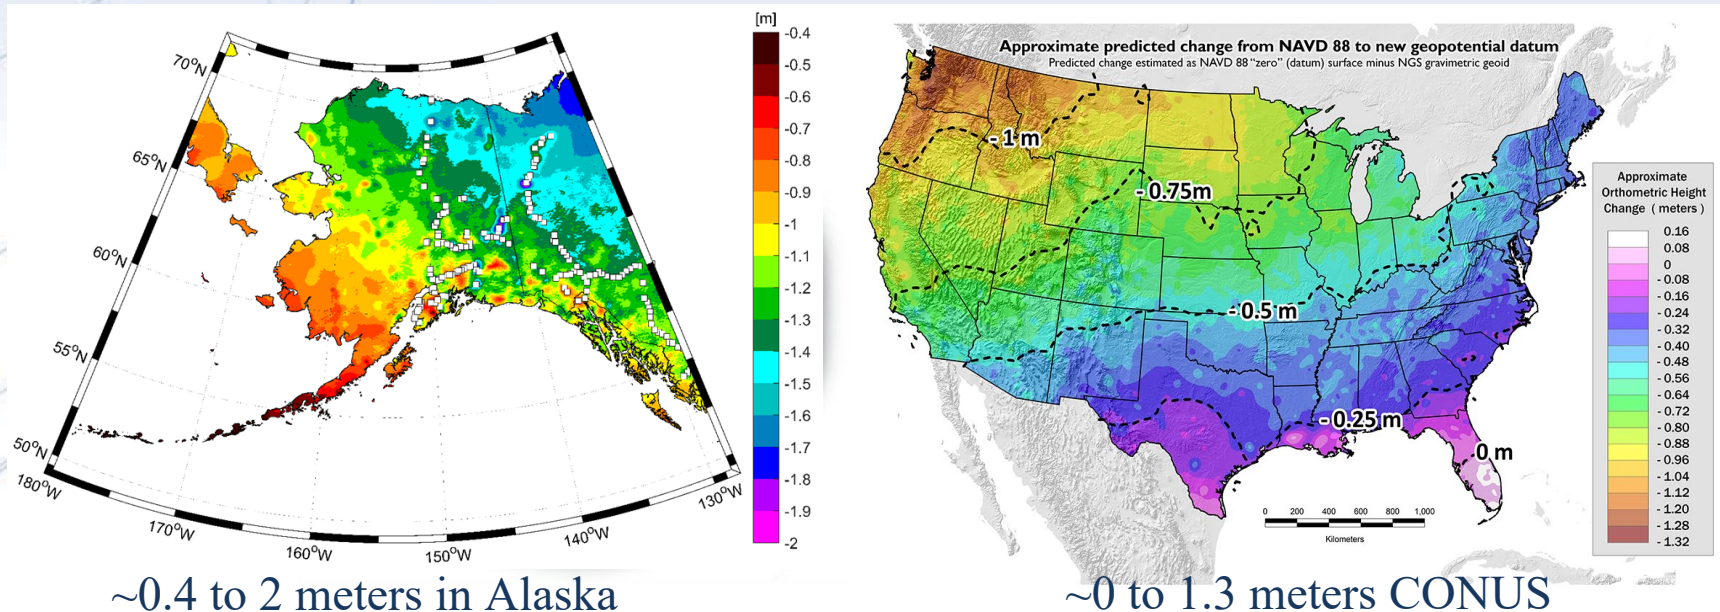 [m]
-0.4
-0.5
-0.6
-0.7
-0.8
-0.9
-1
-1.1
-1.2
-1.3
-1.4
-1.5
-1.6
-1.7
-1.8
-1.9
-2
70°N
65°N
60°N
55°N
50°N
180°W
170°W
160°W
150°W
140°W
130°W
~0.4 to 2 meters in Alaska
Approximate predicted change from NAVD 88 to new geopotential datum
Predicted change estimated as NAVD 88 "zero" (datum) surface minus NGS gravimetric geoid
- 1 m
- 0.75m
- 0.5 m
- 0.25 m
0 m
0 200 400 600 800 1,000
Kilometers
Approximate
Orthometric Height
Change ( meters )
0.16
0.08
0
- 0.08
- 0.16
- 0.24
- 0.32
- 0.40
- 0.48
- 0.56
- 0.64
- 0.72
- 0.80
- 0.88
- 0.96
- 1.04
- 1.12
- 1.20
- 1.28
- 1.32
~0 to 1.3 meters CONUS